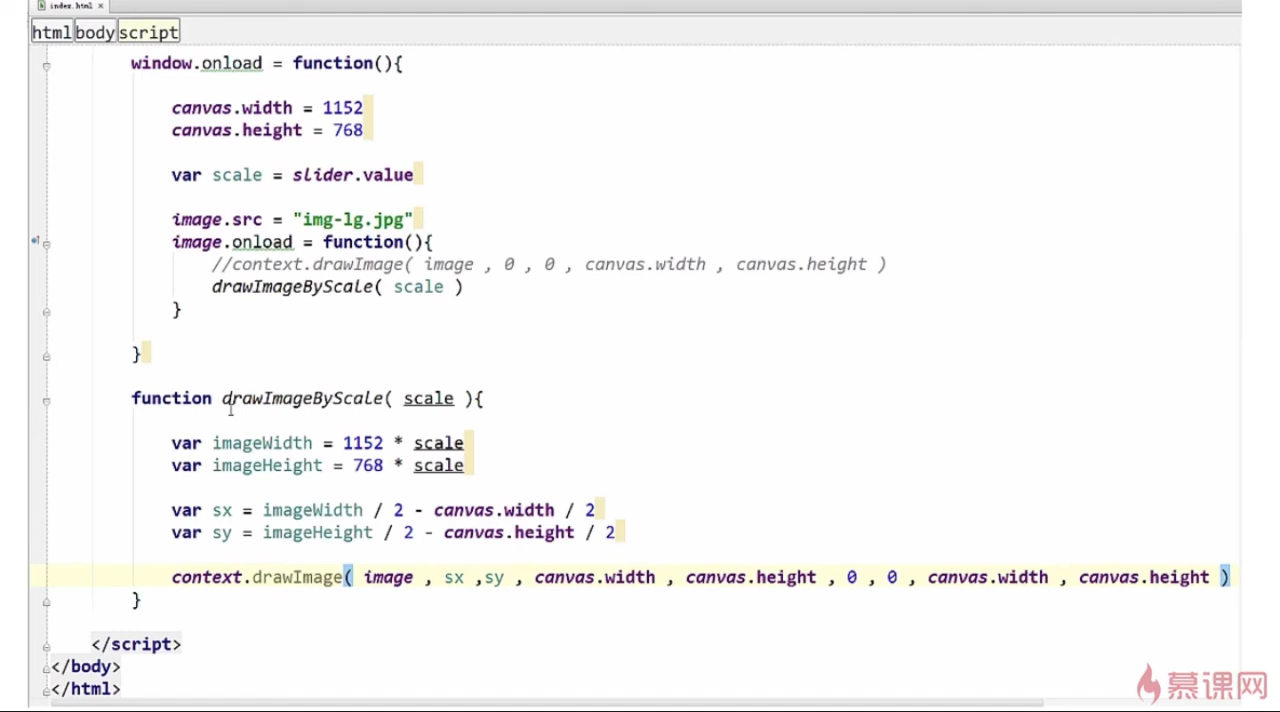 index.html ×
html body script
window.onload = function(){
canvas.width = 1152
canvas.height = 768
var scale = slider.value
image.src = "img-lg.jpg"
image.onload = function(){
//context.drawImage( image , 0 , 0 , canvas.width , canvas.height )
drawImageByScale( scale )
}
}
function drawImageByScale( scale ){
var imageWidth = 1152 * scale
var imageHeight = 768 * scale
var sx = imageWidth / 2 - canvas.width / 2
var sy = imageHeight / 2 - canvas.height / 2
context.drawImage( image , sx ,sy , canvas.width , canvas.height , 0 , 0 , canvas.width , canvas.height )
}
</script>
</body>
</html>
慕课网